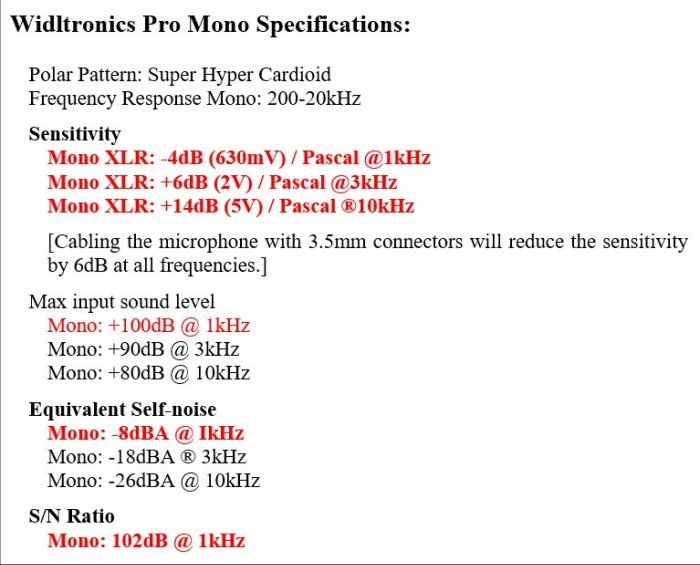 Widltronics Pro Mono Specifications:
Polar Pattern: Super Hyper Cardioid
Frequency Response Mono: 200-20kHz
Sensitivity
Mono XLR: -4dB (630mV) / Pascal @1kHz
Mono XLR: +6dB (2V) / Pascal @3kHz
Mono XLR: +14dB (5V) / Pascal ®10kHz
[Cabling the microphone with 3.5mm connectors will reduce the sensitivity
by 6dB at all frequencies.]
Max input sound level
Mono: +100dB @ 1kHz
Mono: +90dB @ 3kHz
Mono: +80dB @ 10kHz
Equivalent Self-noise
Mono: -8dBA @ IkHz
Mono: -18dBA ® 3kHz
Mono: -26dBA @ 10kHz
S/N Ratio
Mono: 102dB @ 1kHz